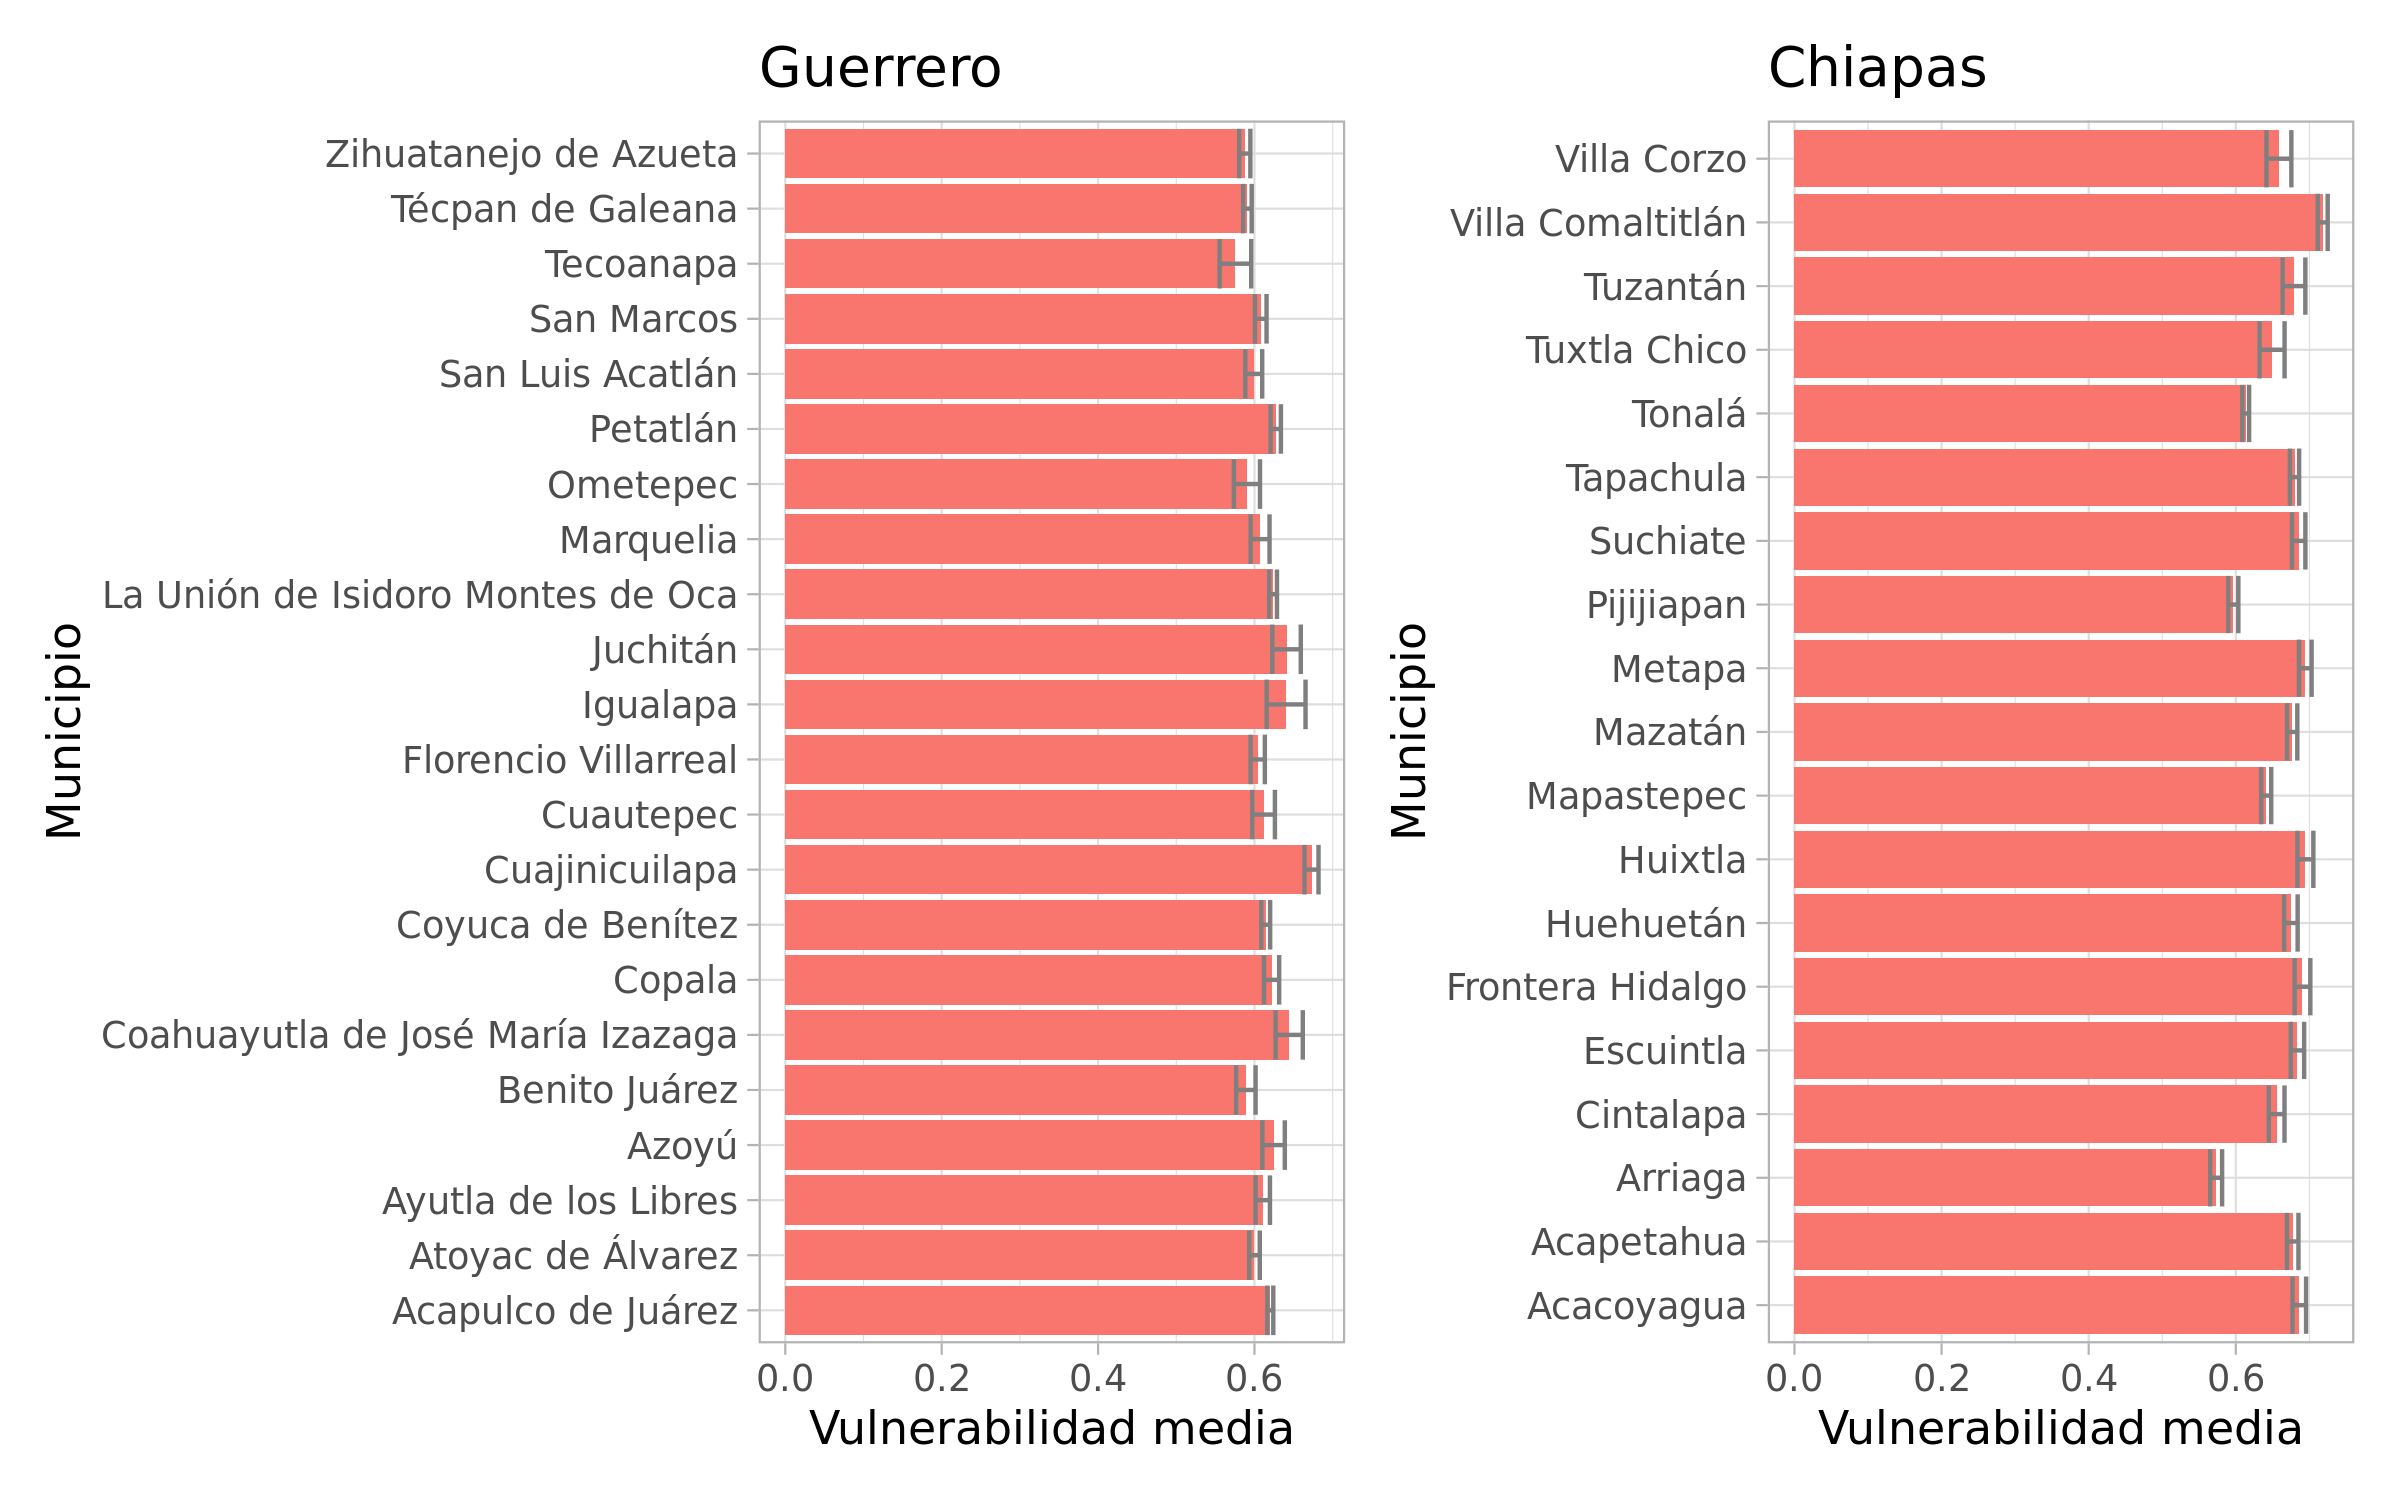 Guerrero
Zihuatanejo de Azueta
Técpan de Galeana
Tecoanapa
San Marcos
San Luis Acatlán
Petatlán
Ometepec
Marquelia
La Unión de Isidoro Montes de Oca
Juchitán
Igualapa
Florencio Villarreal
Cuautepec
Cuajinicuilapa
Coyuca de Benítez
Copala
Coahuayutla de José María Izazaga
Benito Juárez
Azoyú
Ayutla de los Libres
Atoyac de Álvarez
Acapulco de Juárez
Municipio
0.0 0.2 0.4 0.6
Vulnerabilidad media
Chiapas
Villa Corzo
Villa Comaltitlán
Tuzantán
Tuxtla Chico
Tonalá
Tapachula
Suchiate
Pijijiapan
Metapa
Mazatán
Mapastepec
Huixtla
Huehuetán
Frontera Hidalgo
Escuintla
Cintalapa
Arriaga
Acapetahua
Acacoyagua
Municipio
0.0 0.2 0.4 0.6
Vulnerabilidad media